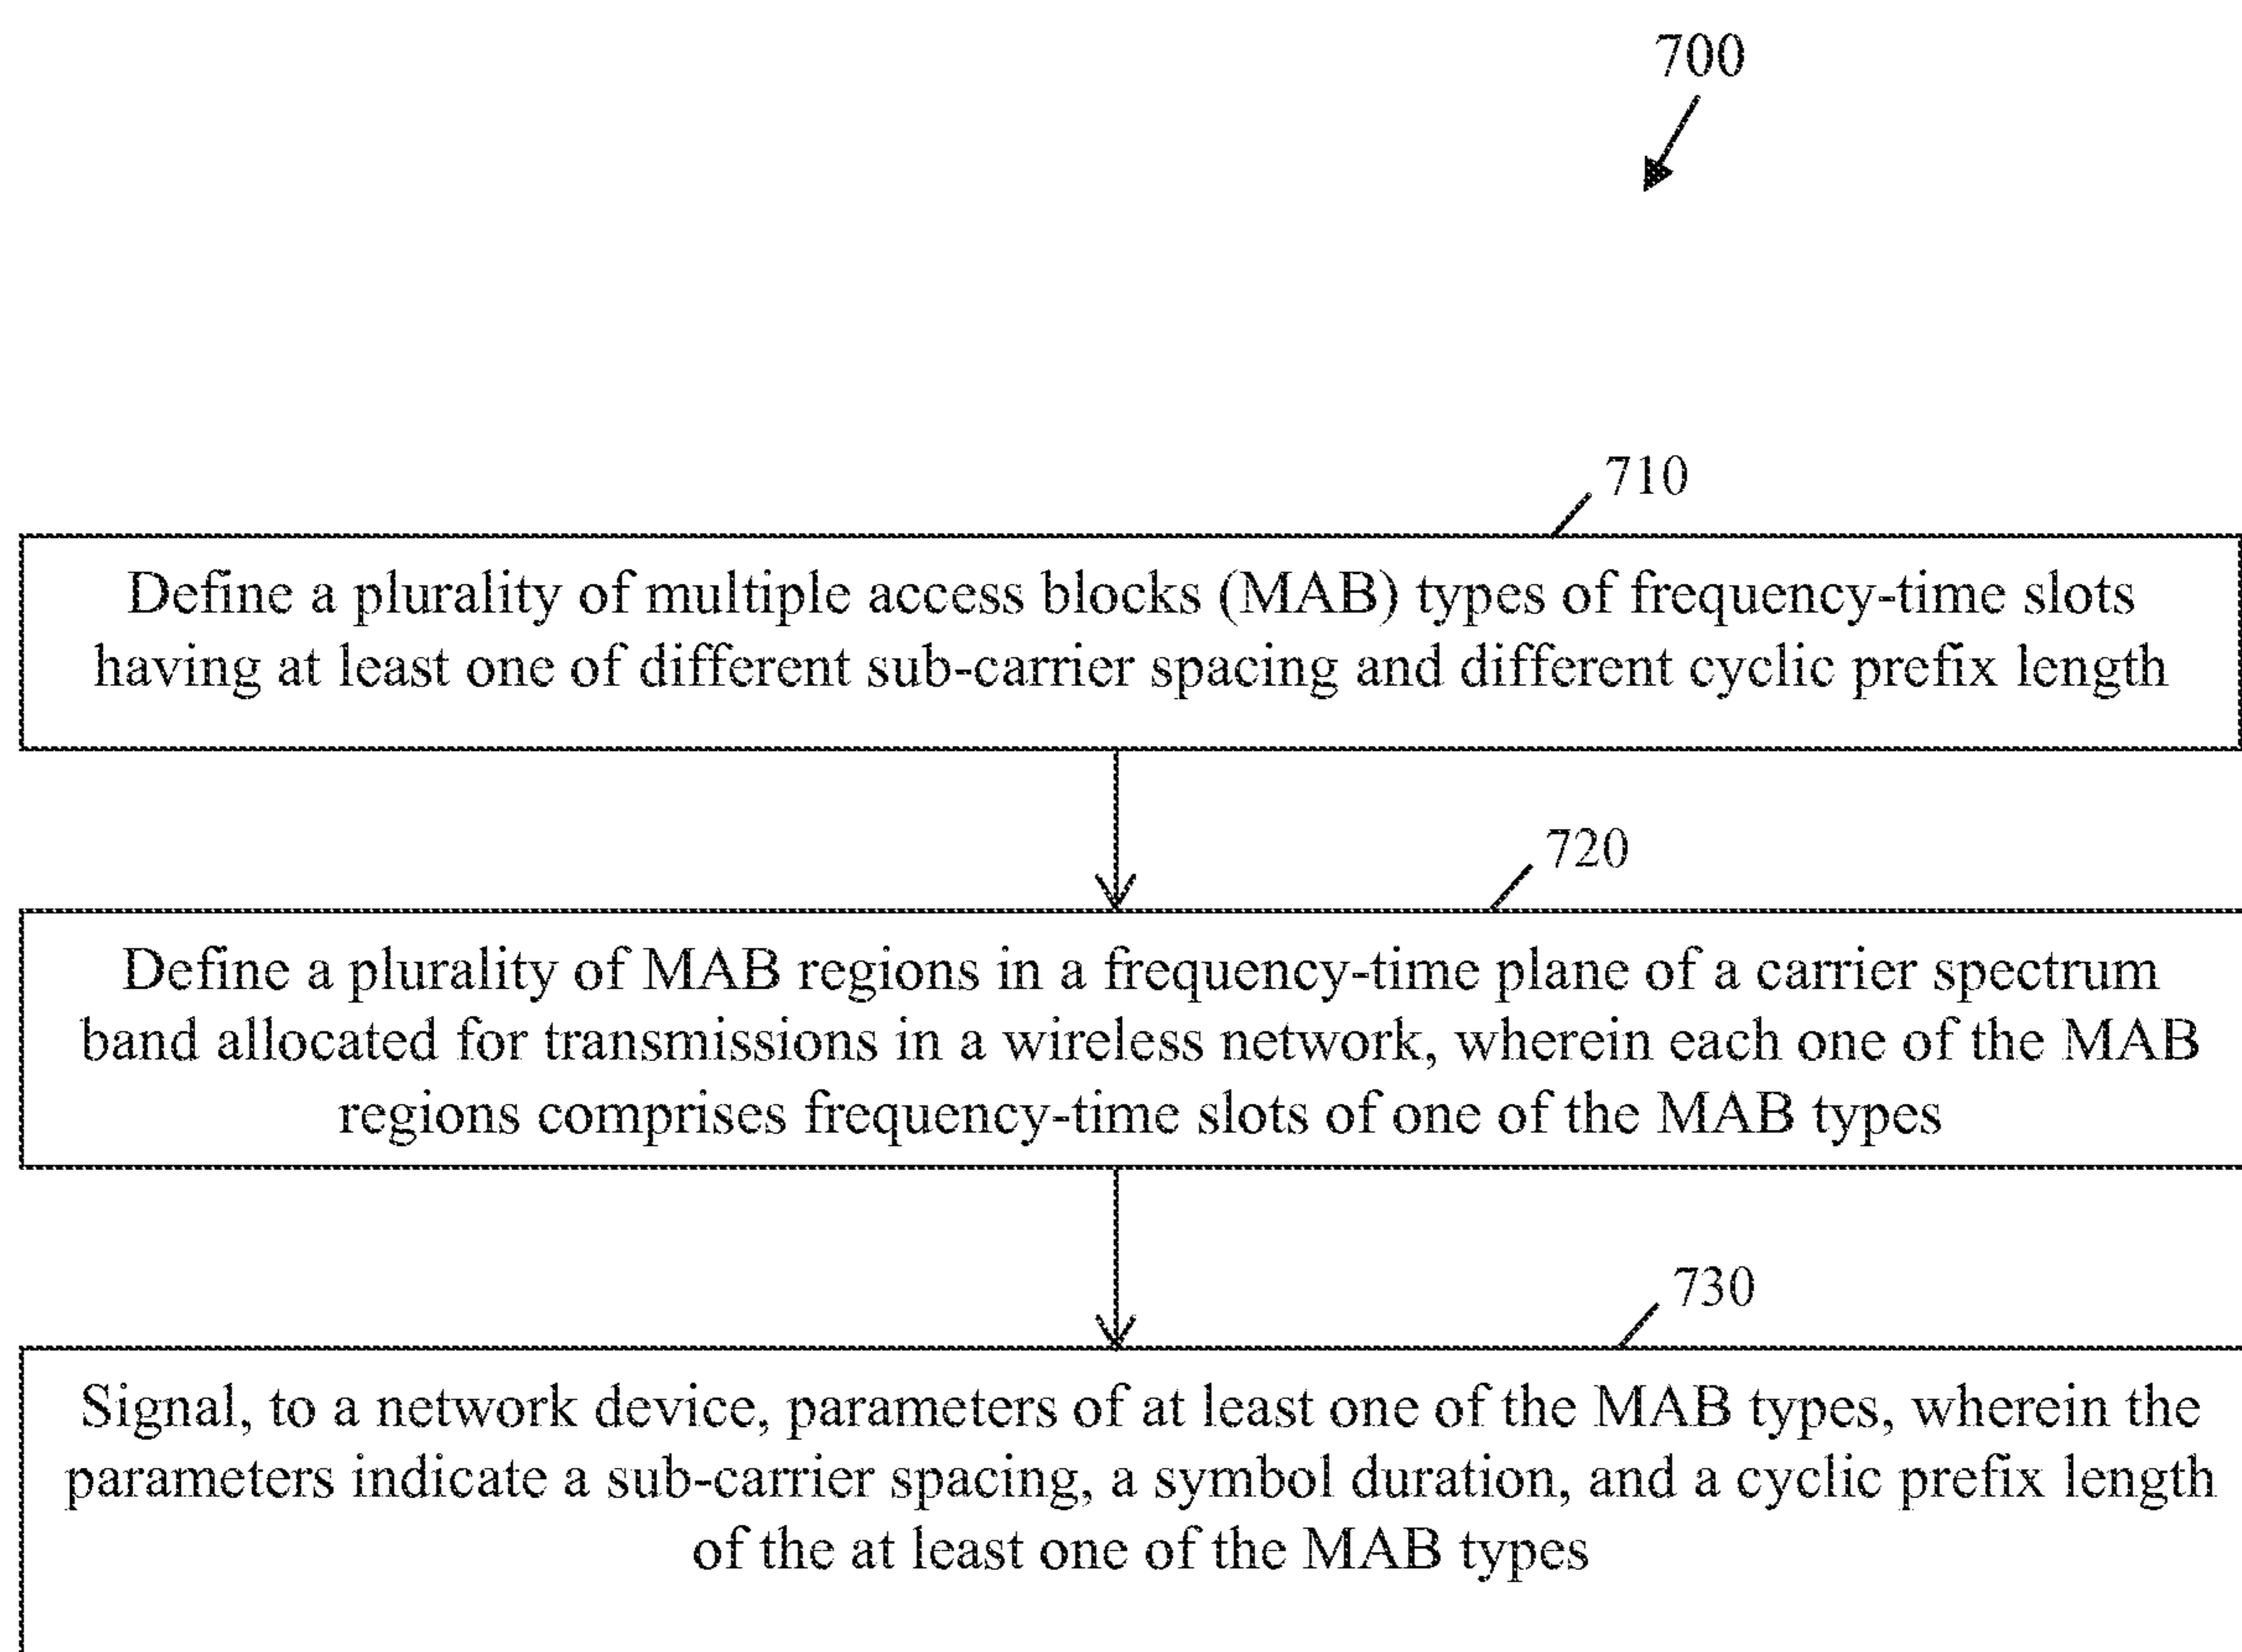 700
710
Define a plurality of multiple access blocks (MAB) types of frequency-time slots
having at least one of different sub-carrier spacing and different cyclic prefix length
720
Define a plurality of MAB regions in a frequency-time plane of a carrier spectrum
band allocated for transmissions in a wireless network, wherein each one of the MAB
regions comprises frequency-time slots of one of the MAB types
730
Signal, to a network device, parameters of at least one of the MAB types, wherein the
parameters indicate a sub-carrier spacing, a symbol duration, and a cyclic prefix length
of the at least one of the MAB types